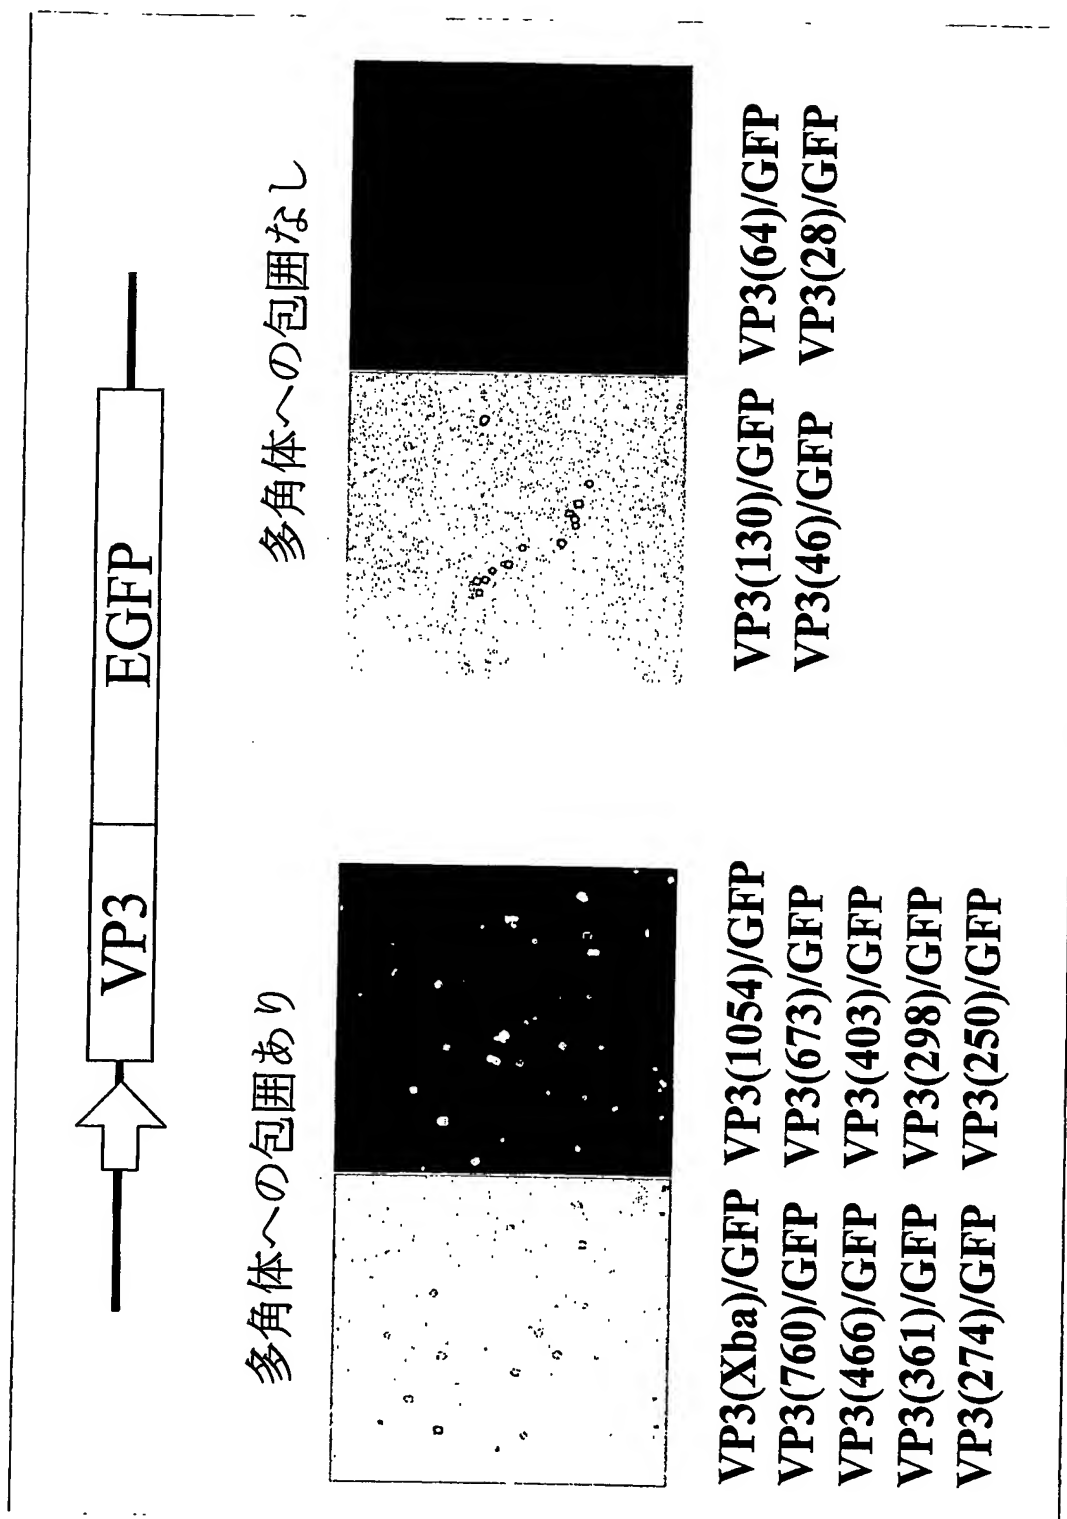 VP3 EGFP
多角体への包囲あり
多角体への包囲なし
VP3(Xba)/GFP VP3(1054)/GFP
VP3(760)/GFP VP3(673)/GFP
VP3(466)/GFP VP3(403)/GFP
VP3(361)/GFP VP3(298)/GFP
VP3(274)/GFP VP3(250)/GFP
VP3(130)/GFP VP3(64)/GFP
VP3(46)/GFP VP3(28)/GFP